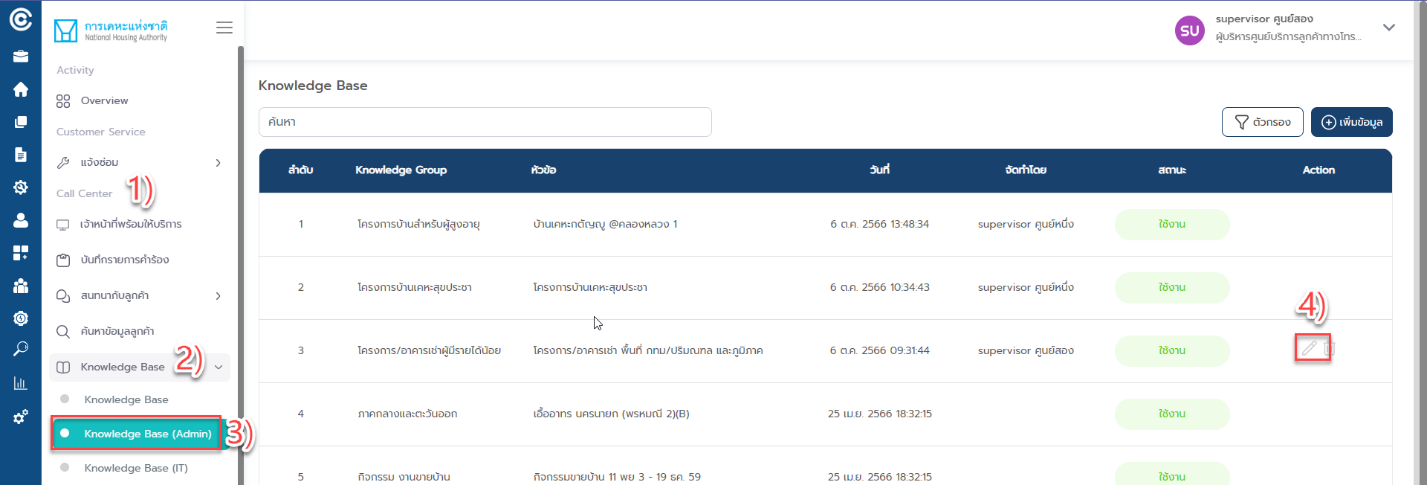 การเคหะแห่งชาติ
National Housing Authority
supervisor ศูนย์สอง
SU
ผู้บริหารศูนย์บริการลูกค้าทางโทร...
Activity
Overview
Customer Service
แจ้งซ่อม
Call Center
1)
เจ้าหน้าที่พร้อมให้บริการ
บันทึกรายการคำร้อง
สนทนากับลูกค้า
ค้นหาข้อมูลลูกค้า
Knowledge Base
2)
Knowledge Base
Knowledge Base (Admin)
3)
Knowledge Base (IT)
Knowledge Base
ค้นหา
ตัวกรอง
เพิ่มข้อมูล
ลำดับ Knowledge Group หัวข้อ วันที่ จัดทำโดย สถานะ Action
1 โครงการบ้านสำหรับผู้สูงอายุ บ้านเคหะกตัญญู @คลองหลวง 1 6 ต.ค. 2566 13:48:34 supervisor ศูนย์หนึ่ง ใช้งาน
2 โครงการบ้านเคหะสุขประชา โครงการบ้านเคหะสุขประชา 6 ต.ค. 2566 10:34:43 supervisor ศูนย์หนึ่ง ใช้งาน
4)
3 โครงการ/อาคารเช่าผู้มีรายได้น้อย โครงการ/อาคารเช่า พื้นที่ กทม/ปริมณฑล และภูมิภาค 6 ต.ค. 2566 09:31:44 supervisor ศูนย์สอง ใช้งาน
4 ภาคกลางและตะวันออก เอื้ออาทร นครนายก (พรหมณี 2)(B) 25 เม.ย. 2566 18:32:15 ใช้งาน
5 กิจกรรม งานขายบ้าน กิจกรรมขายบ้าน 11 พย 3 - 19 ธค. 59 25 เม.ย. 2566 18:32:15 ใช้งาน